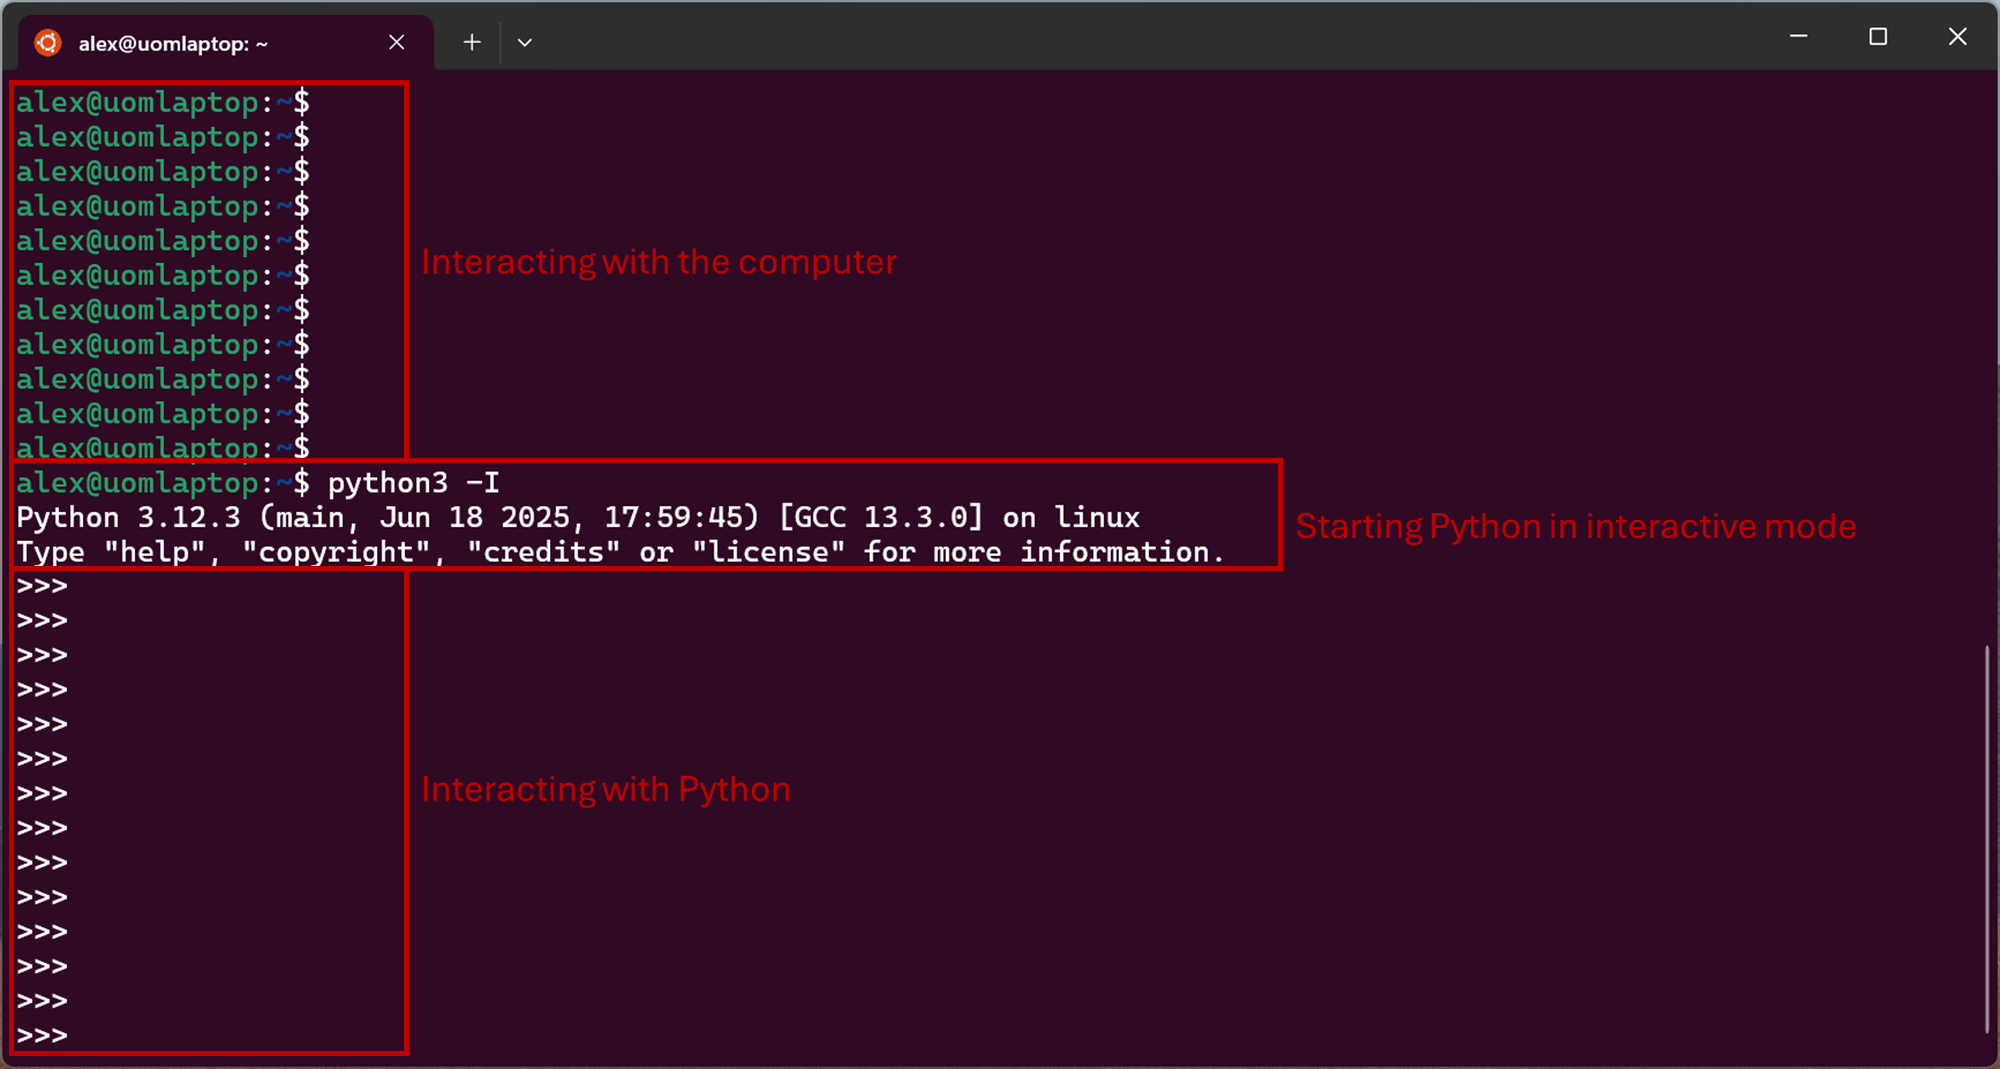 alex@uomlaptop: ~
alex@uomlaptop:~$
alex@uomlaptop:~$
alex@uomlaptop:~$
alex@uomlaptop:~$
alex@uomlaptop:~$
Interacting with the computer
alex@uomlaptop:~$
alex@uomlaptop:~$
alex@uomlaptop:~$
alex@uomlaptop:~$
alex@uomlaptop:~$
alex@uomlaptop:~$
alex@uomlaptop:~$ python3 -I
Python 3.12.3 (main, Jun 18 2025, 17:59:45) [GCC 13.3.0] on linux
Starting Python in interactive mode
Type "help", "copyright", "credits" or "license" for more information.
>>>
>>>
>>>
>>>
>>>
>>>
>>>
Interacting with Python
>>>
>>>
>>>
>>>
>>>
>>>
>>>